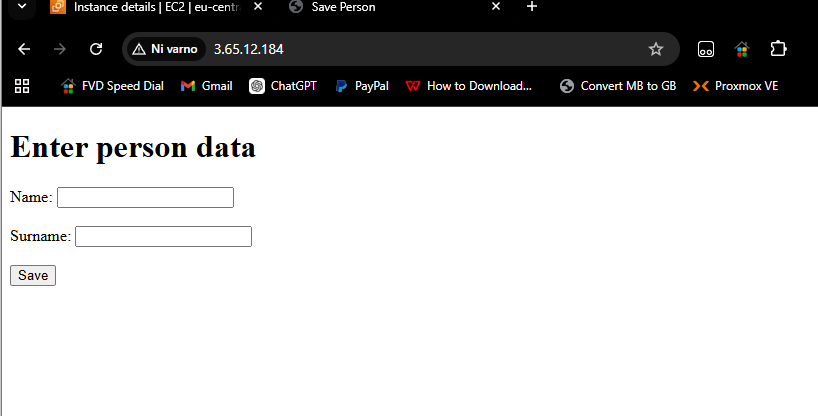 Instance details | EC2 | eu-centr
Save Person
Ni varno
3.65.12.184
FVD Speed Dial
Gmail
ChatGPT
PayPal
How to Download...
Convert MB to GB
Proxmox VE
Enter person data
Name:
Surname:
Save